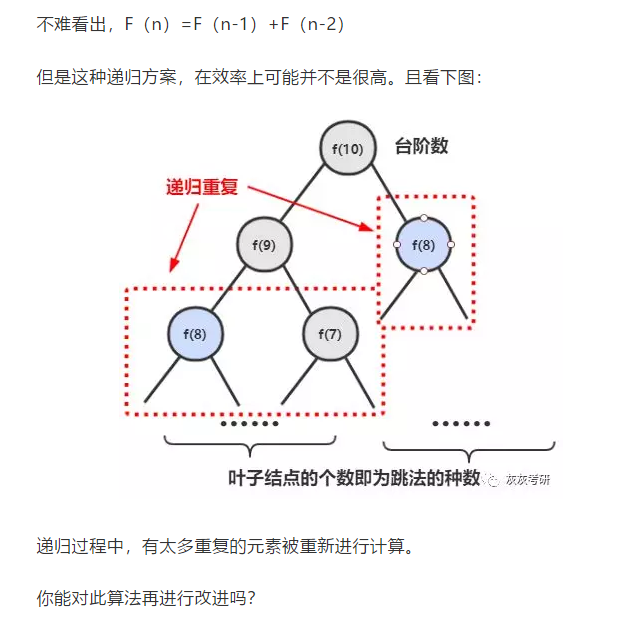 不难看出，F（n）=F（n-1）+F（n-2）
但是这种递归方案，在效率上可能并不是很高。且看下图：
f(10)
台阶数
递归重复
f(9)
f(8)
f(8)
f(7)
······
······
叶子结点的个数即为跳法的种数
灰灰考研
递归过程中，有太多重复的元素被重新进行计算。
你能对此算法再进行改进吗？